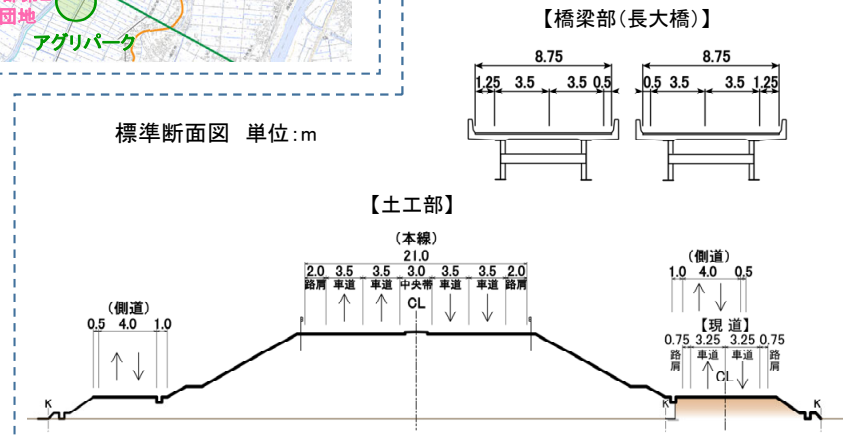 団地
アグリパーク
【橋梁部(長大橋)】
8.75 8.75
1.25 3.5 3.5 0.5 0.5 3.5 3.5 1.25
標準断面図 単位:m
【土工部】
(本線)
21.0
2.0 3.5 3.5 3.0 3.5 3.5 2.0
路肩 車道 車道 中央帯 車道 車道 路肩
CL
(側道)
0.5 4.0 1.0
(側道)
1.0 4.0 0.5
【現道】
0.75 3.25 3.25 0.75
路肩 車道 車道 路肩
CL
K K K